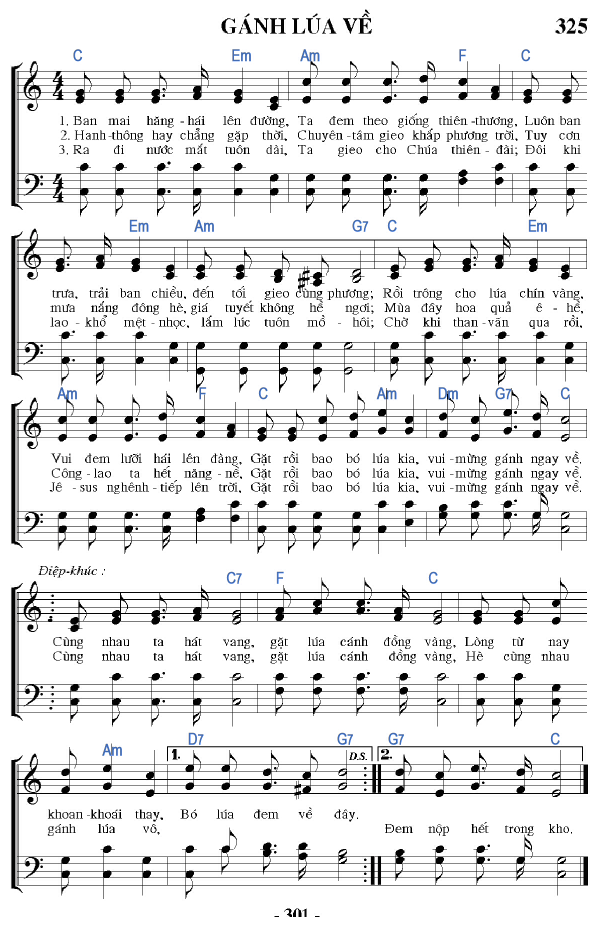 GÁNH LÚA VỀ 325
C Em Am F C
4 4
1. Ban mai hăng-hái lên đường, Ta đem theo giống thiên-thương, Luôn ban
2. Hanh-thông hay chẳng gặp thời, Chuyên-tâm gieo khắp phương trời, Tuy cơn
3. Ra đi nước mắt tuôn dài, Ta gieo cho Chúa thiên-đài; Đôi khi
4 4
Em Am G7 C Em
trưa, trải ban chiều, đến tối gieo cùng phương; Rồi trông cho lúa chín vàng,
mưa nắng đông hè, giá tuyết không hề ngơi; Mùa đầy hoa quả ê-hề,
lao-khổ mệt-nhọc, lấm lúc tuôn mồ-hôi; Chờ khi than-vãn qua rồi,
Am F C Am Dm G7 C
Vui đem lưỡi hái lên đàng, Gặt rồi bao bó lúa kia, vui-mừng gánh ngay về.
Công-lao ta hết nặng-nề, Gặt rồi bao bó lúa kia, vui-mừng gánh ngay về.
Jê-sus nghênh-tiếp lên trời, Gặt rồi bao bó lúa kia, vui-mừng gánh ngay về.
Điệp-khúc :
C7 F C
Cùng nhau ta hát vang, gặt lúa cánh đồng vàng, Lòng từ nay
Cùng nhau ta hát vang, gặt lúa cánh đồng vàng, Hè cùng nhau
Am D7 G7 G7 C
1. D.S. 2.
khoan-khoái thay, Bó lúa đem về đây.
gánh lúa vô, Đem nộp hết trong kho.
- 301 -